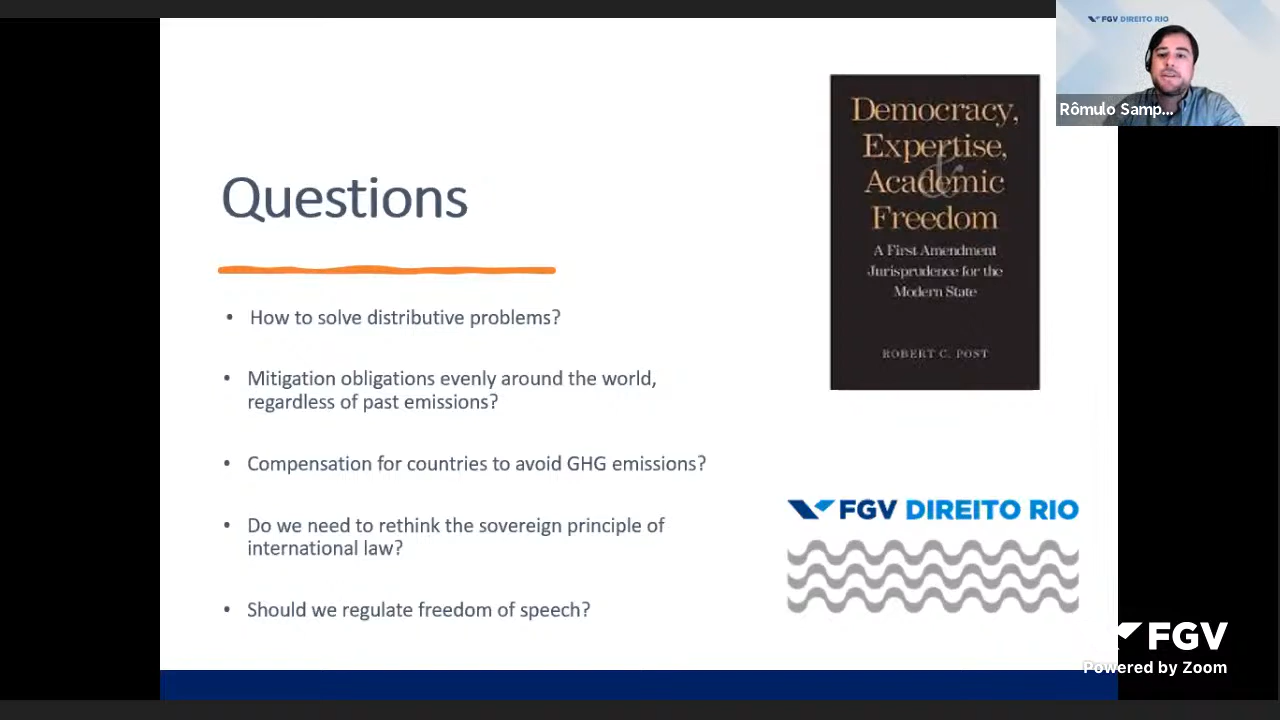 FGV DIREITO RIO
Rômulo Samp...
Democracy,
Expertise,
&
Academic
Freedom
A First Amendment
Jurisprudence for the
Modern State
ROBERT C. POST
Questions
• How to solve distributive problems?
• Mitigation obligations evenly around the world,
regardless of past emissions?
• Compensation for countries to avoid GHG emissions?
• Do we need to rethink the sovereign principle of
international law?
• Should we regulate freedom of speech?
FGV DIREITO RIO
FGV
Powered by Zoom